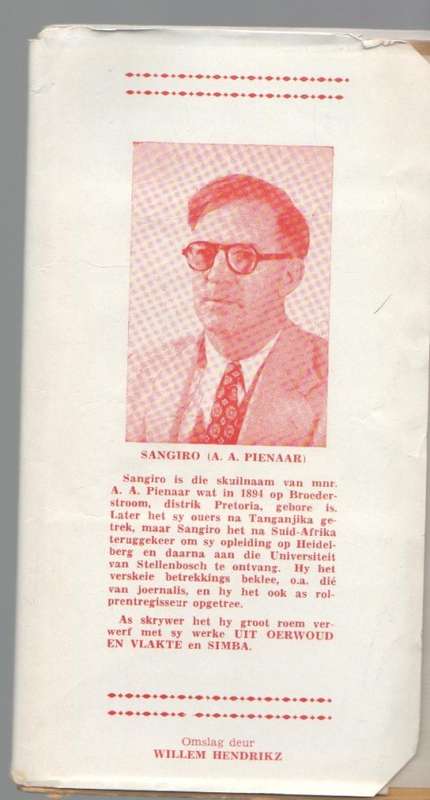 SANGIRO (A. A. PIENAAR)
Sangiro is die skuilnaam van mnr.
A. A. Pienaar wat in 1894 op Broeder-
stroom, distrik Pretoria, gebore is.
Later het sy ouers na Tanganjika ge-
trek, maar Sangiro het na Suid-Afrika
teruggekeer om sy opleiding op Heidel-
berg en daarna aan die Universiteit
van Stellenbosch te ontvang. Hy het
verskeie betrekkings beklee, o.a. dié
van joernalis, en hy het ook as rol-
prentregisseur opgetree.
As skrywer het hy groot roem ver-
werf met sy werke UIT OERWOUD
EN VLAKTE en SIMBA.
Omslag deur
WILLEM HENDRIKZ